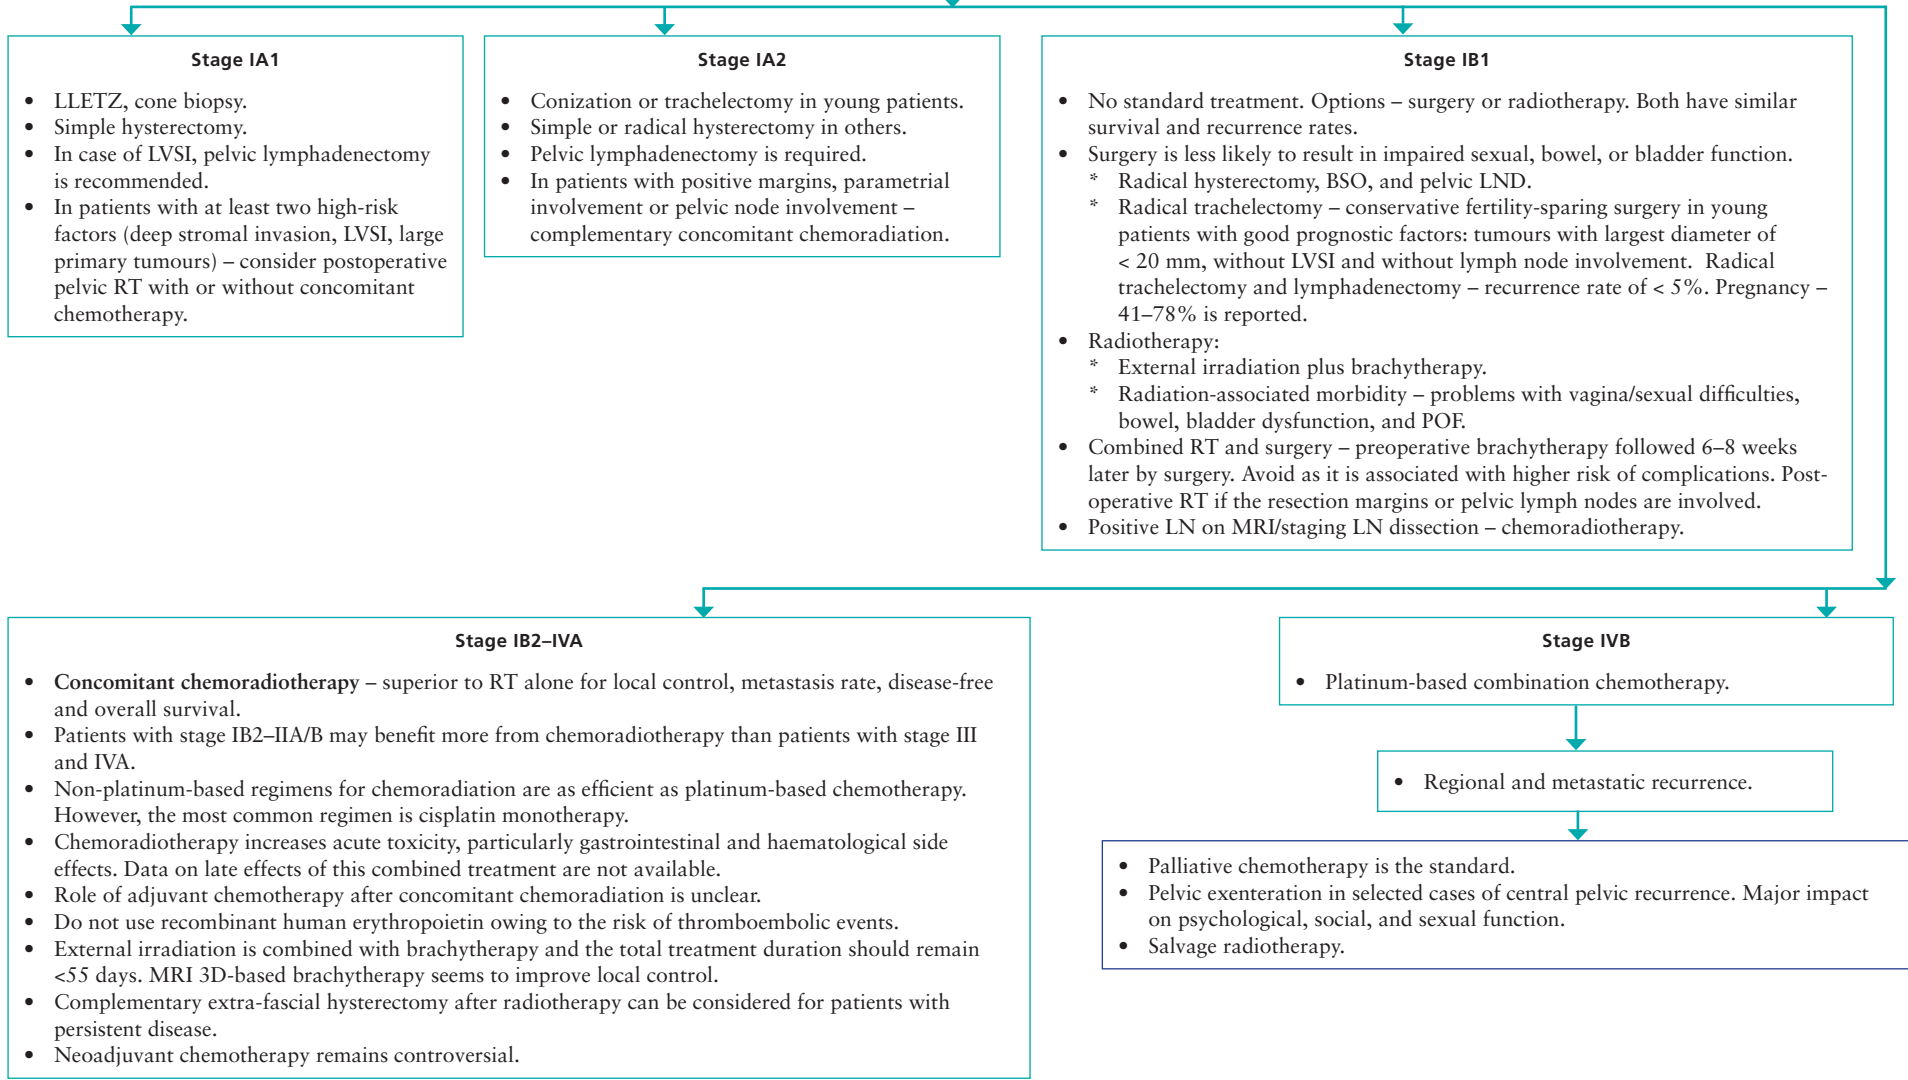 Stage IA1
• LLETZ, cone biopsy.
• Simple hysterectomy.
• In case of LVSI, pelvic lymphadenectomy
is recommended.
• In patients with at least two high-risk
factors (deep stromal invasion, LVSI, large
primary tumours) – consider postoperative
pelvic RT with or without concomitant
chemotherapy.
Stage IA2
• Conization or trachelectomy in young patients.
• Simple or radical hysterectomy in others.
• Pelvic lymphadenectomy is required.
• In patients with positive margins, parametrial
involvement or pelvic node involvement –
complementary concomitant chemoradiation.
Stage IB1
• No standard treatment. Options – surgery or radiotherapy. Both have similar
survival and recurrence rates.
• Surgery is less likely to result in impaired sexual, bowel, or bladder function.
* Radical hysterectomy, BSO, and pelvic LND.
* Radical trachelectomy – conservative fertility-sparing surgery in young
patients with good prognostic factors: tumours with largest diameter of
< 20 mm, without LVSI and without lymph node involvement. Radical
trachelectomy and lymphadenectomy – recurrence rate of < 5%. Pregnancy –
41–78% is reported.
• Radiotherapy:
* External irradiation plus brachytherapy.
* Radiation-associated morbidity – problems with vagina/sexual difficulties,
bowel, bladder dysfunction, and POF.
• Combined RT and surgery – preoperative brachytherapy followed 6–8 weeks
later by surgery. Avoid as it is associated with higher risk of complications. Post-
operative RT if the resection margins or pelvic lymph nodes are involved.
• Positive LN on MRI/staging LN dissection – chemoradiotherapy.
Stage IB2–IVA
• Concomitant chemoradiotherapy – superior to RT alone for local control, metastasis rate, disease-free
and overall survival.
• Patients with stage IB2–IIA/B may benefit more from chemoradiotherapy than patients with stage III
and IVA.
• Non-platinum-based regimens for chemoradiation are as efficient as platinum-based chemotherapy.
However, the most common regimen is cisplatin monotherapy.
• Chemoradiotherapy increases acute toxicity, particularly gastrointestinal and haematological side
effects. Data on late effects of this combined treatment are not available.
• Role of adjuvant chemotherapy after concomitant chemoradiation is unclear.
• Do not use recombinant human erythropoietin owing to the risk of thromboembolic events.
• External irradiation is combined with brachytherapy and the total treatment duration should remain
<55 days. MRI 3D-based brachytherapy seems to improve local control.
• Complementary extra-fascial hysterectomy after radiotherapy can be considered for patients with
persistent disease.
• Neoadjuvant chemotherapy remains controversial.
Stage IVB
• Platinum-based combination chemotherapy.
• Regional and metastatic recurrence.
• Palliative chemotherapy is the standard.
• Pelvic exenteration in selected cases of central pelvic recurrence. Major impact
on psychological, social, and sexual function.
• Salvage radiotherapy.